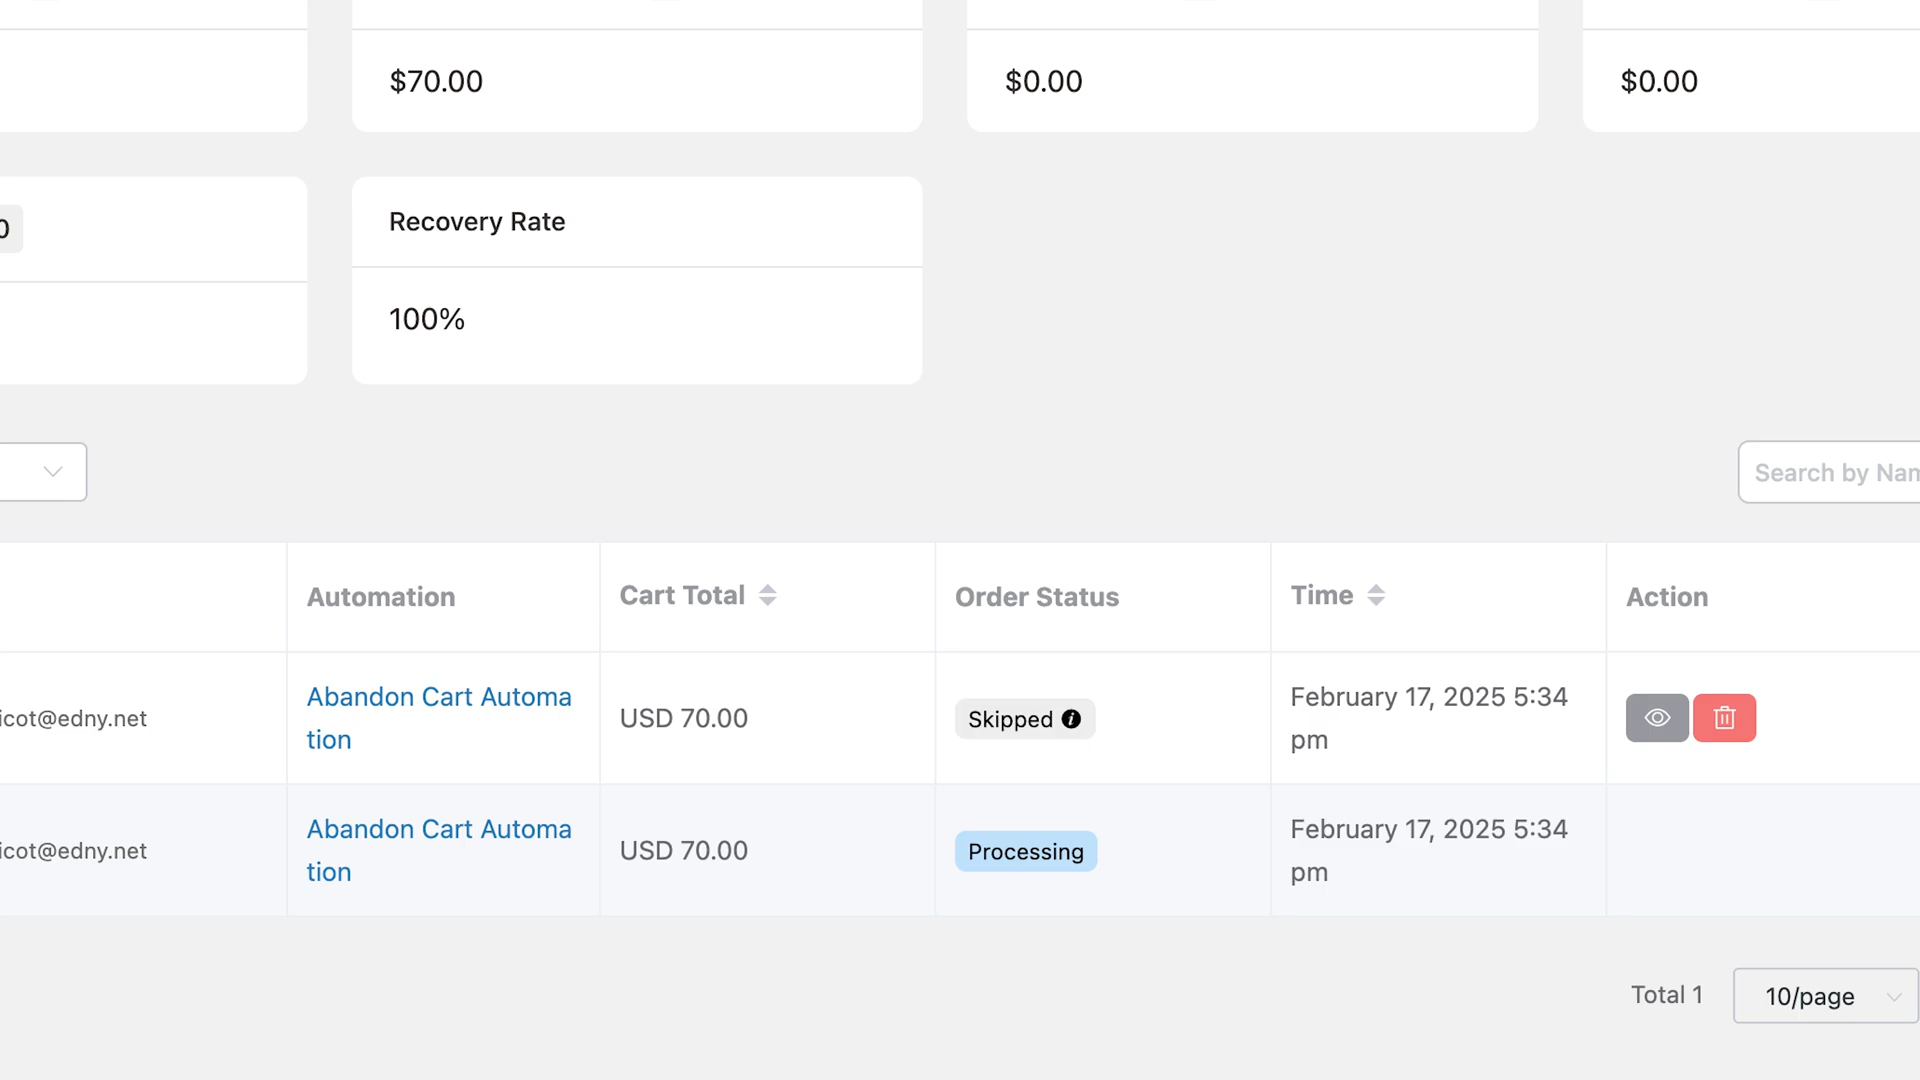 $70.00
$0.00
$0.00
Recovery Rate
100%
Search by Nam
Automation
Cart Total
Order Status
Time
Action
icot@edny.net
Abandon Cart Automa
tion
USD 70.00
Skipped
February 17, 2025 5:34
pm
icot@edny.net
Abandon Cart Automa
tion
USD 70.00
Processing
February 17, 2025 5:34
pm
Total 1
10/page